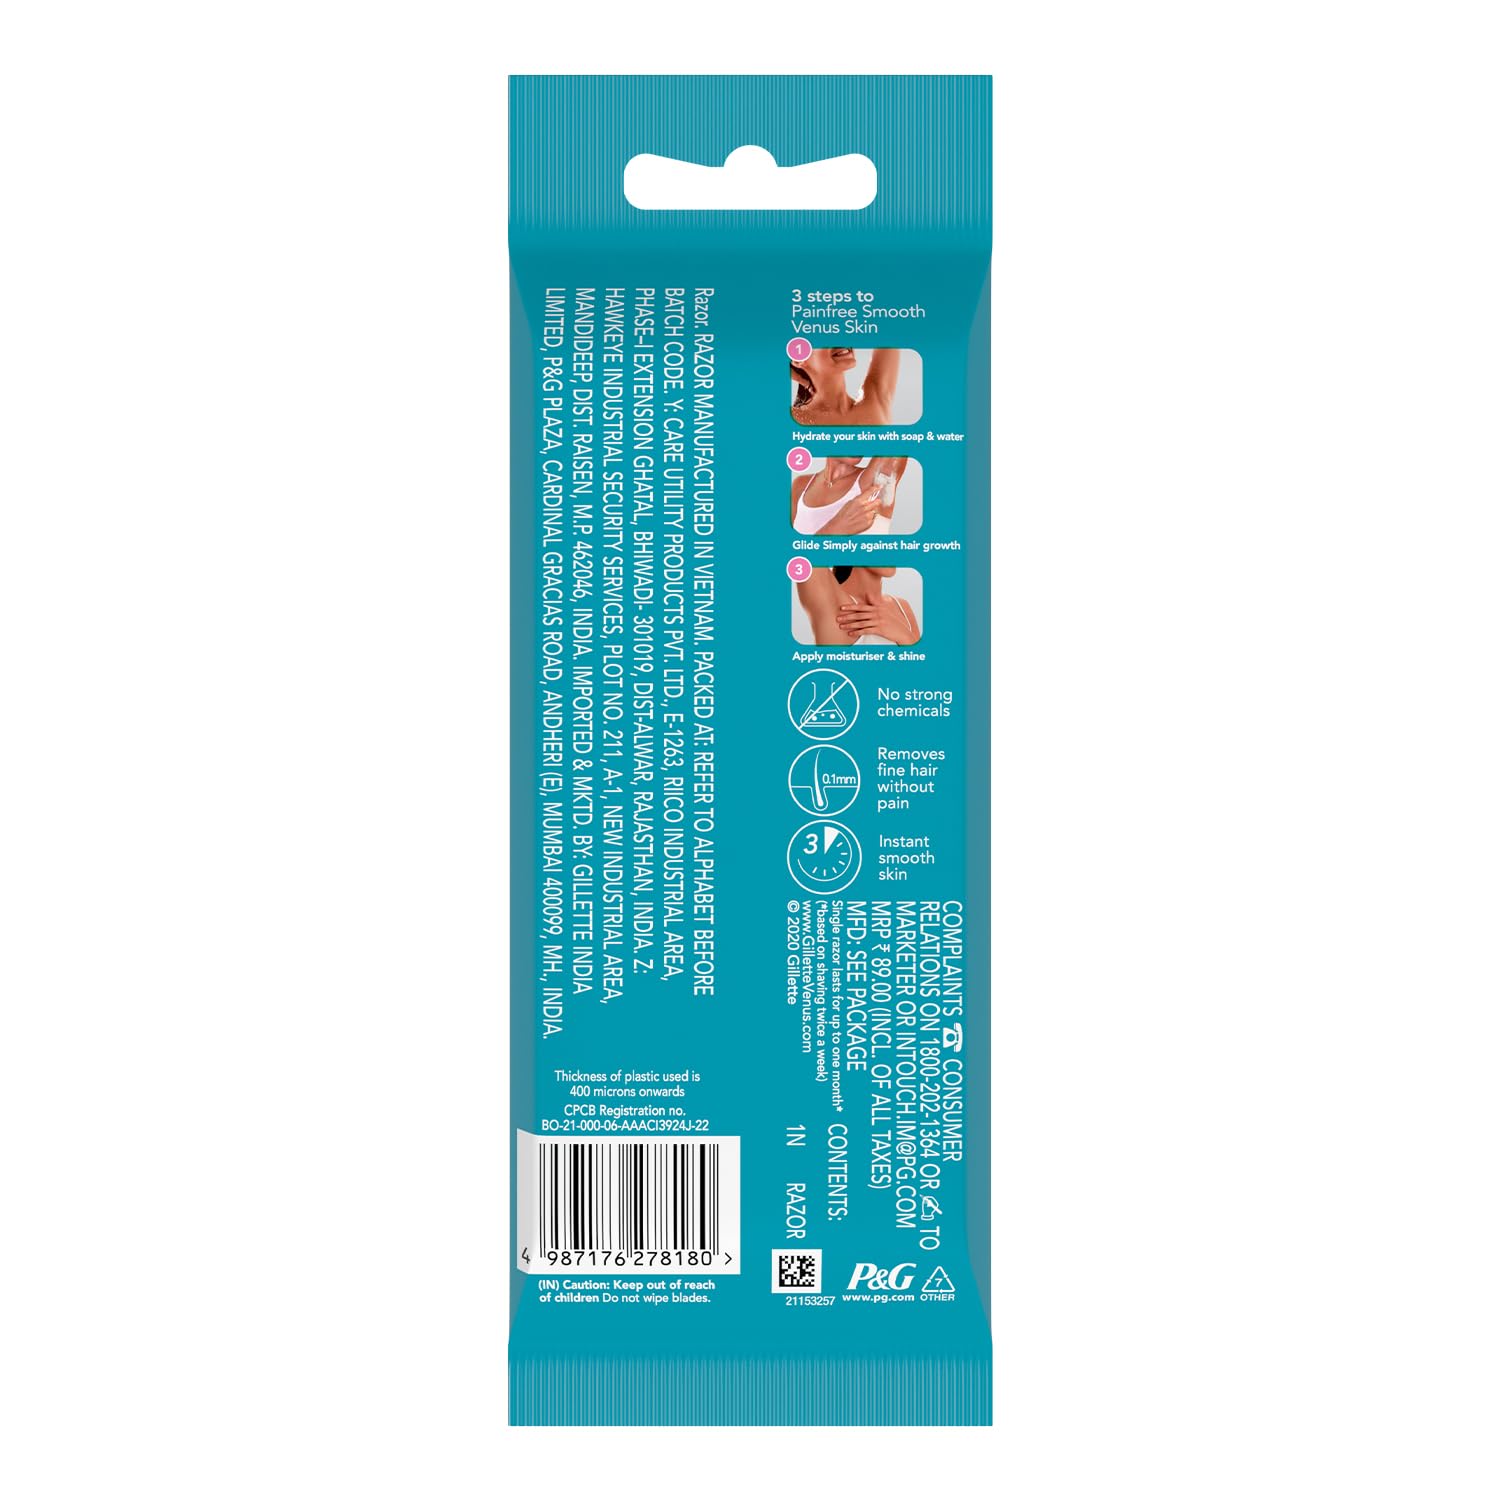 3 steps to
Painfree Smooth
Venus Skin
1
Hydrate your skin with soap & water
2
Glide Simply against hair growth
3
Apply moisturiser & shine
No strong
chemicals
0.1mm
Removes
fine hair
without
pain
3
Instant
smooth
skin
Razor. RAZOR MANUFACTURED IN VIETNAM. PACKED AT: REFER TO ALPHABET BEFORE
BATCH CODE. Y: CARE UTILITY PRODUCTS PVT. LTD., E-1263, RIICO INDUSTRIAL AREA,
PHASE-I EXTENSION GHATAL, BHIWADI- 301019, DIST-ALWAR, RAJASTHAN, INDIA. Z:
HAWKEYE INDUSTRIAL SECURITY SERVICES, PLOT NO. 211, A-1, NEW INDUSTRIAL AREA,
MANDIDEEP, DIST. RAISEN, M.P. 462046, INDIA. IMPORTED & MKTD. BY: GILLETTE INDIA
LIMITED, P&G PLAZA, CARDINAL GRACIAS ROAD, ANDHERI (E), MUMBAI 400099, MH., INDIA.
COMPLAINTS CONSUMER
RELATIONS ON 1800-202-1364 OR TO
MARKETER OR INTOUCH.IM@PG.COM
MRP ₹ 89.00 (INCL. OF ALL TAXES)
MFD: SEE PACKAGE
Single razor lasts for up to one month*
(*based on shaving twice a week)
www.GilletteVenus.com
© 2020 Gillette
CONTENTS:
1N RAZOR
Thickness of plastic used is
400 microns onwards
CPCB Registration no.
BO-21-000-06-AAACI3924J-22
4 987176 278180 >
(IN) Caution: Keep out of reach
of children Do not wipe blades.
21153257
P&G
www.pg.com
7
OTHER